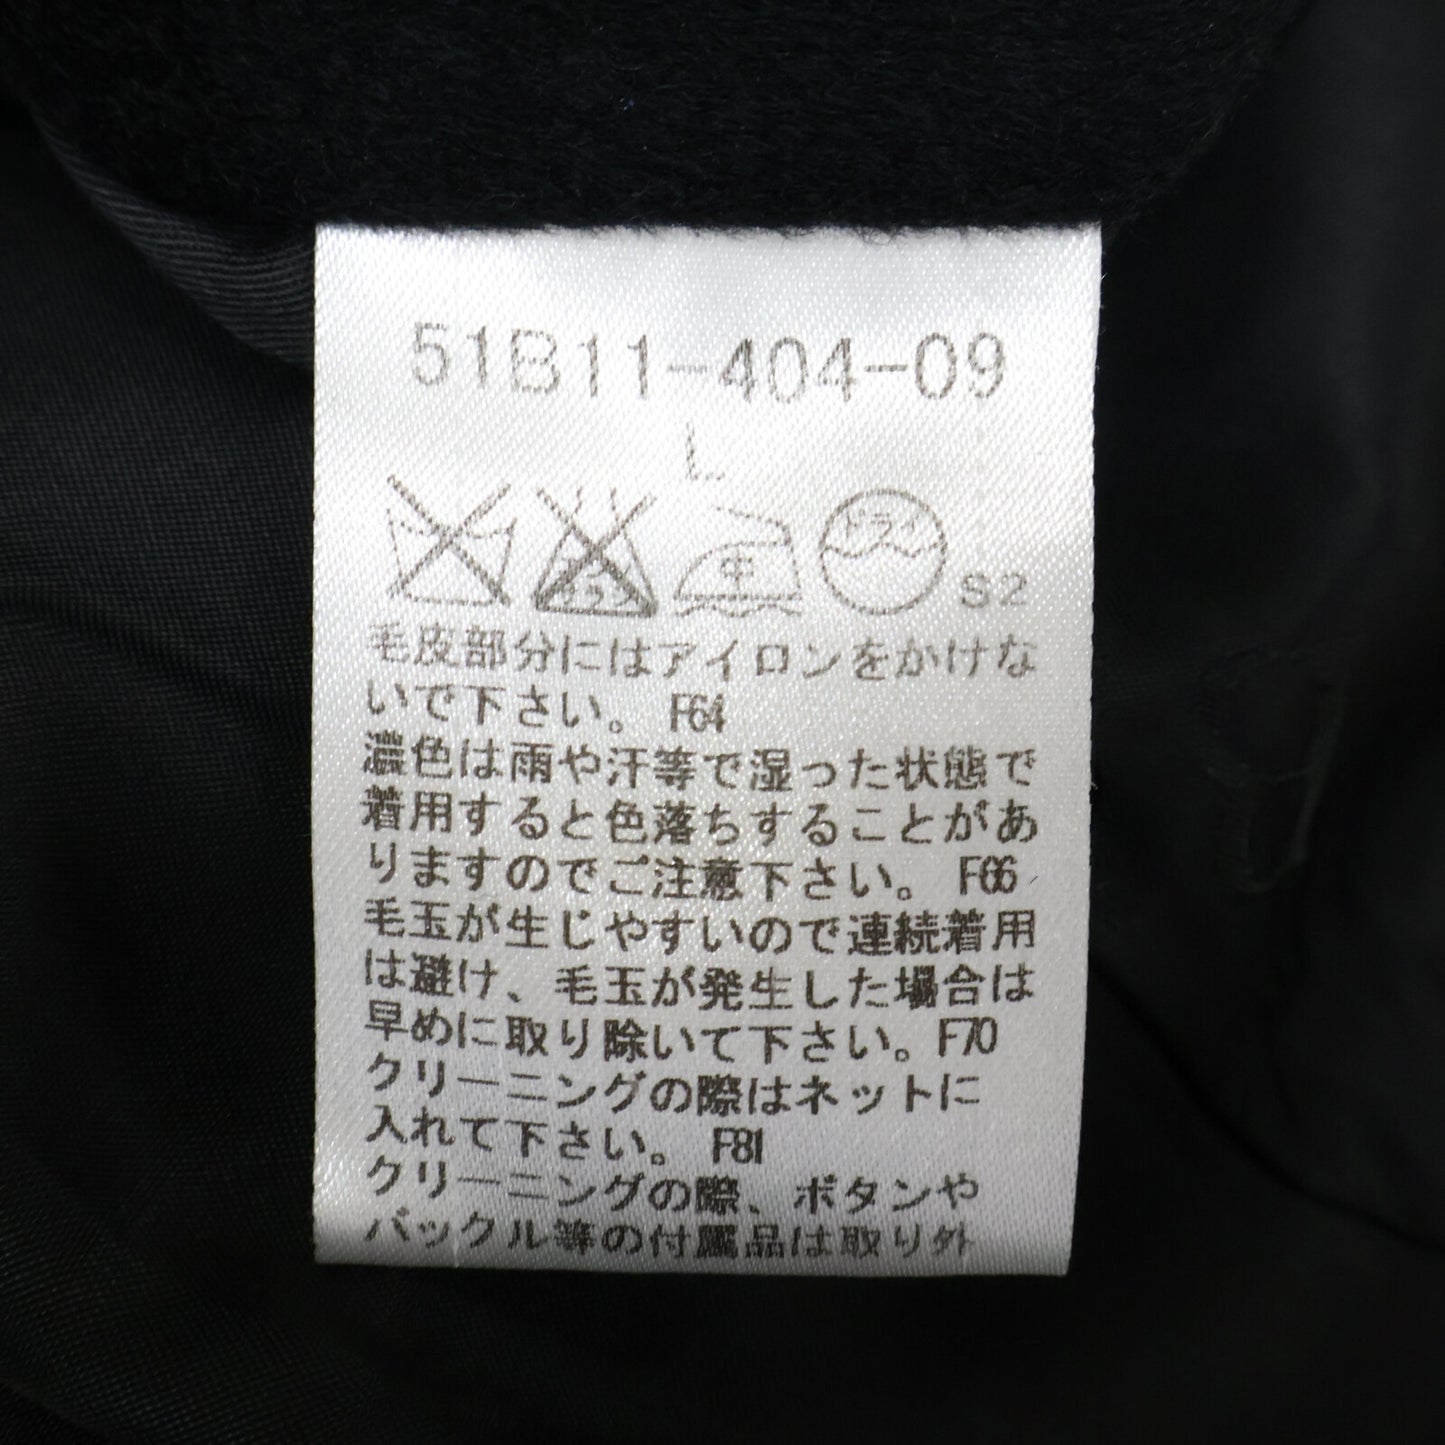 51B11-404-09
L
エンソ サラシ 中 ドライ S2
毛皮部分にはアイロンをかけな
いで下さい。 F64
濃色は雨や汗等で湿った状態で
着用すると色落ちすることがあ
りますのでご注意下さい。 F66
毛玉が生じやすいので連続着用
は避け、毛玉が発生した場合は
早めに取り除いて下さい。F70
クリーニングの際はネットに
入れて下さい。 F81
クリーニングの際、ボタンや
バックル等の付属品は取り外